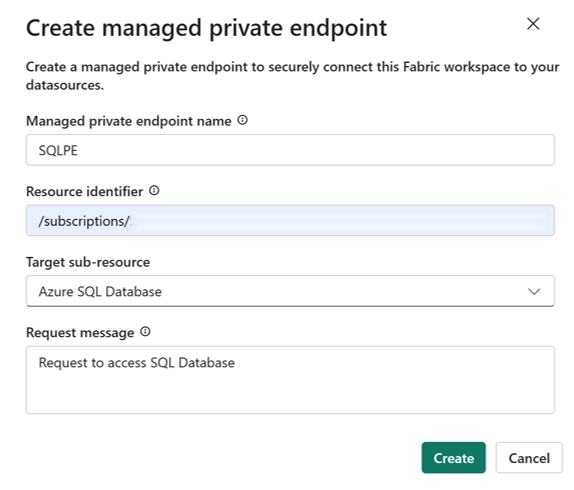 Create managed private endpoint
Create a managed private endpoint to securely connect this Fabric workspace to your
datasources.
Managed private endpoint name
SQLPE
Resource identifier
/subscriptions/
Target sub-resource
Azure SQL Database
Request message
Request to access SQL Database
Create
Cancel